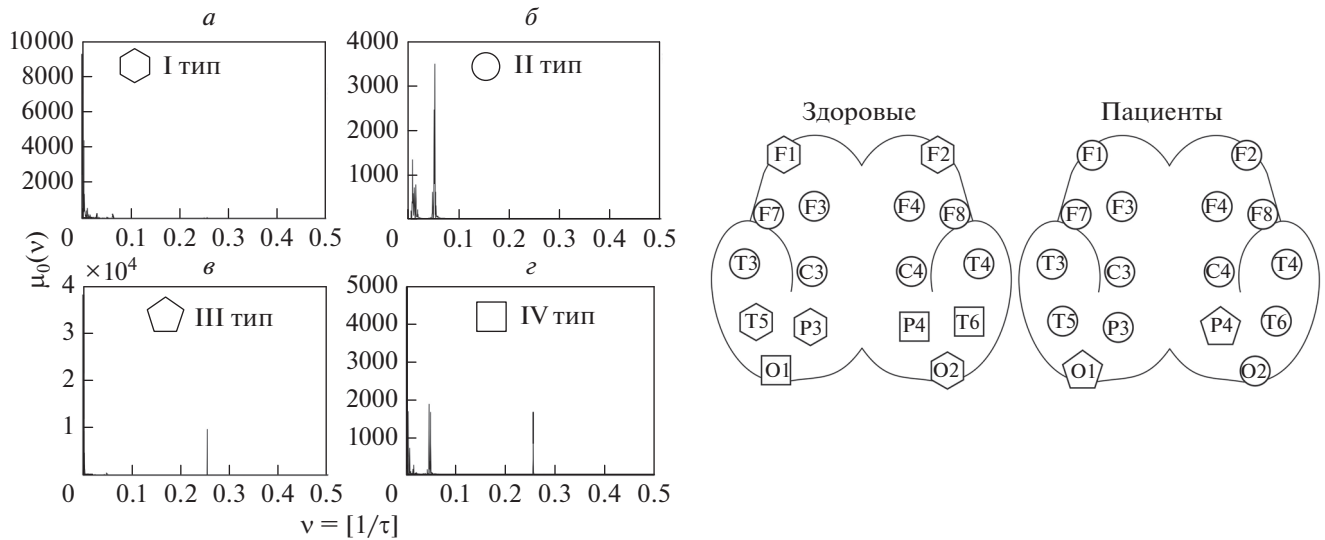 а
10000
8000
6000
4000
2000
I тип
0 0.1 0.2 0.3 0.4 0.5
б
4000
3000
2000
1000
II тип
0 0.1 0.2 0.3 0.4 0.5
μ₀(ν)
в
×10⁴
4
3
2
1
III тип
0 0.1 0.2 0.3 0.4 0.5
г
5000
4000
3000
2000
1000
IV тип
0 0.1 0.2 0.3 0.4 0.5
ν = [1/τ]
Здоровые
F1 F2
F7 F3 F4 F8
T3 C3 C4 T4
T5 P3 P4 T6
O1 O2
Пациенты
F1 F2
F7 F3 F4 F8
T3 C3 C4 T4
T5 P3 P4 T6
O1 O2